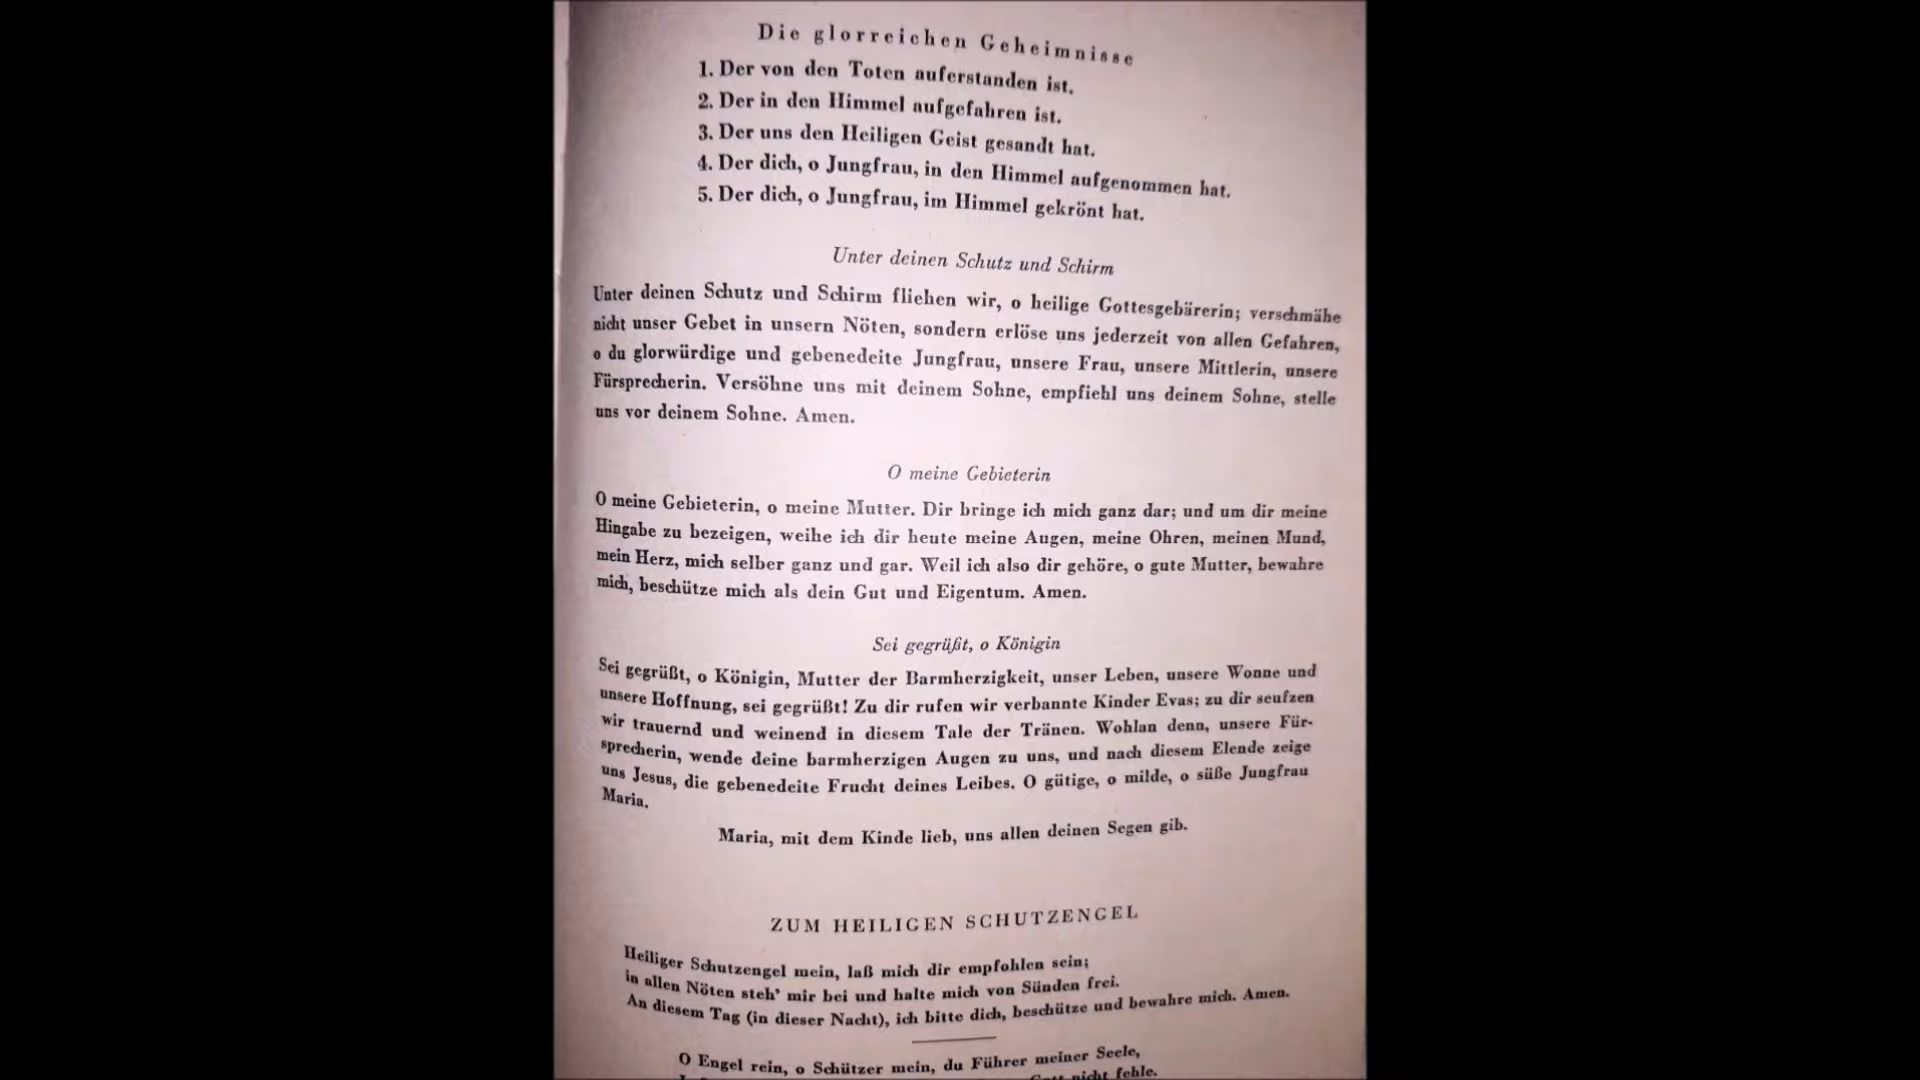 Die glorreichen Geheimnisse
1. Der von den Toten auferstanden ist.
2. Der in den Himmel aufgefahren ist.
3. Der uns den Heiligen Geist gesandt hat.
4. Der dich, o Jungfrau, in den Himmel aufgenommen hat.
5. Der dich, o Jungfrau, im Himmel gekrönt hat.
Unter deinen Schutz und Schirm
Unter deinen Schutz und Schirm fliehen wir, o heilige Gottesgebärerin; verschmähe
nicht unser Gebet in unsern Nöten, sondern erlöse uns jederzeit von allen Gefahren,
o du glorwürdige und gebenedeite Jungfrau, unsere Frau, unsere Mittlerin, unsere
Fürsprecherin. Versöhne uns mit deinem Sohne, empfiehl uns deinem Sohne, stelle
uns vor deinem Sohne. Amen.
O meine Gebieterin
O meine Gebieterin, o meine Mutter. Dir bringe ich mich ganz dar; und um dir meine
Hingabe zu bezeigen, weihe ich dir heute meine Augen, meine Ohren, meinen Mund,
mein Herz, mich selber ganz und gar. Weil ich also dir gehöre, o gute Mutter, bewahre
mich, beschütze mich als dein Gut und Eigentum. Amen.
Sei gegrüßt, o Königin
Sei gegrüßt, o Königin, Mutter der Barmherzigkeit, unser Leben, unsere Wonne und
unsere Hoffnung, sei gegrüßt! Zu dir rufen wir verbannte Kinder Evas; zu dir seufzen
wir trauernd und weinend in diesem Tale der Tränen. Wohlan denn, unsere Für-
sprecherin, wende deine barmherzigen Augen zu uns, und nach diesem Elende zeige
uns Jesus, die gebenedeite Frucht deines Leibes. O gütige, o milde, o süße Jungfrau
Maria.
Maria, mit dem Kinde lieb, uns allen deinen Segen gib.
ZUM HEILIGEN SCHUTZENGEL
Heiliger Schutzengel mein, laß mich dir empfohlen sein;
in allen Nöten steh' mir bei und halte mich von Sünden frei.
An diesem Tag (in dieser Nacht), ich bitte dich, beschütze und bewahre mich. Amen.
O Engel rein, o Schützer mein, du Führer meiner Seele,
nicht fehle.